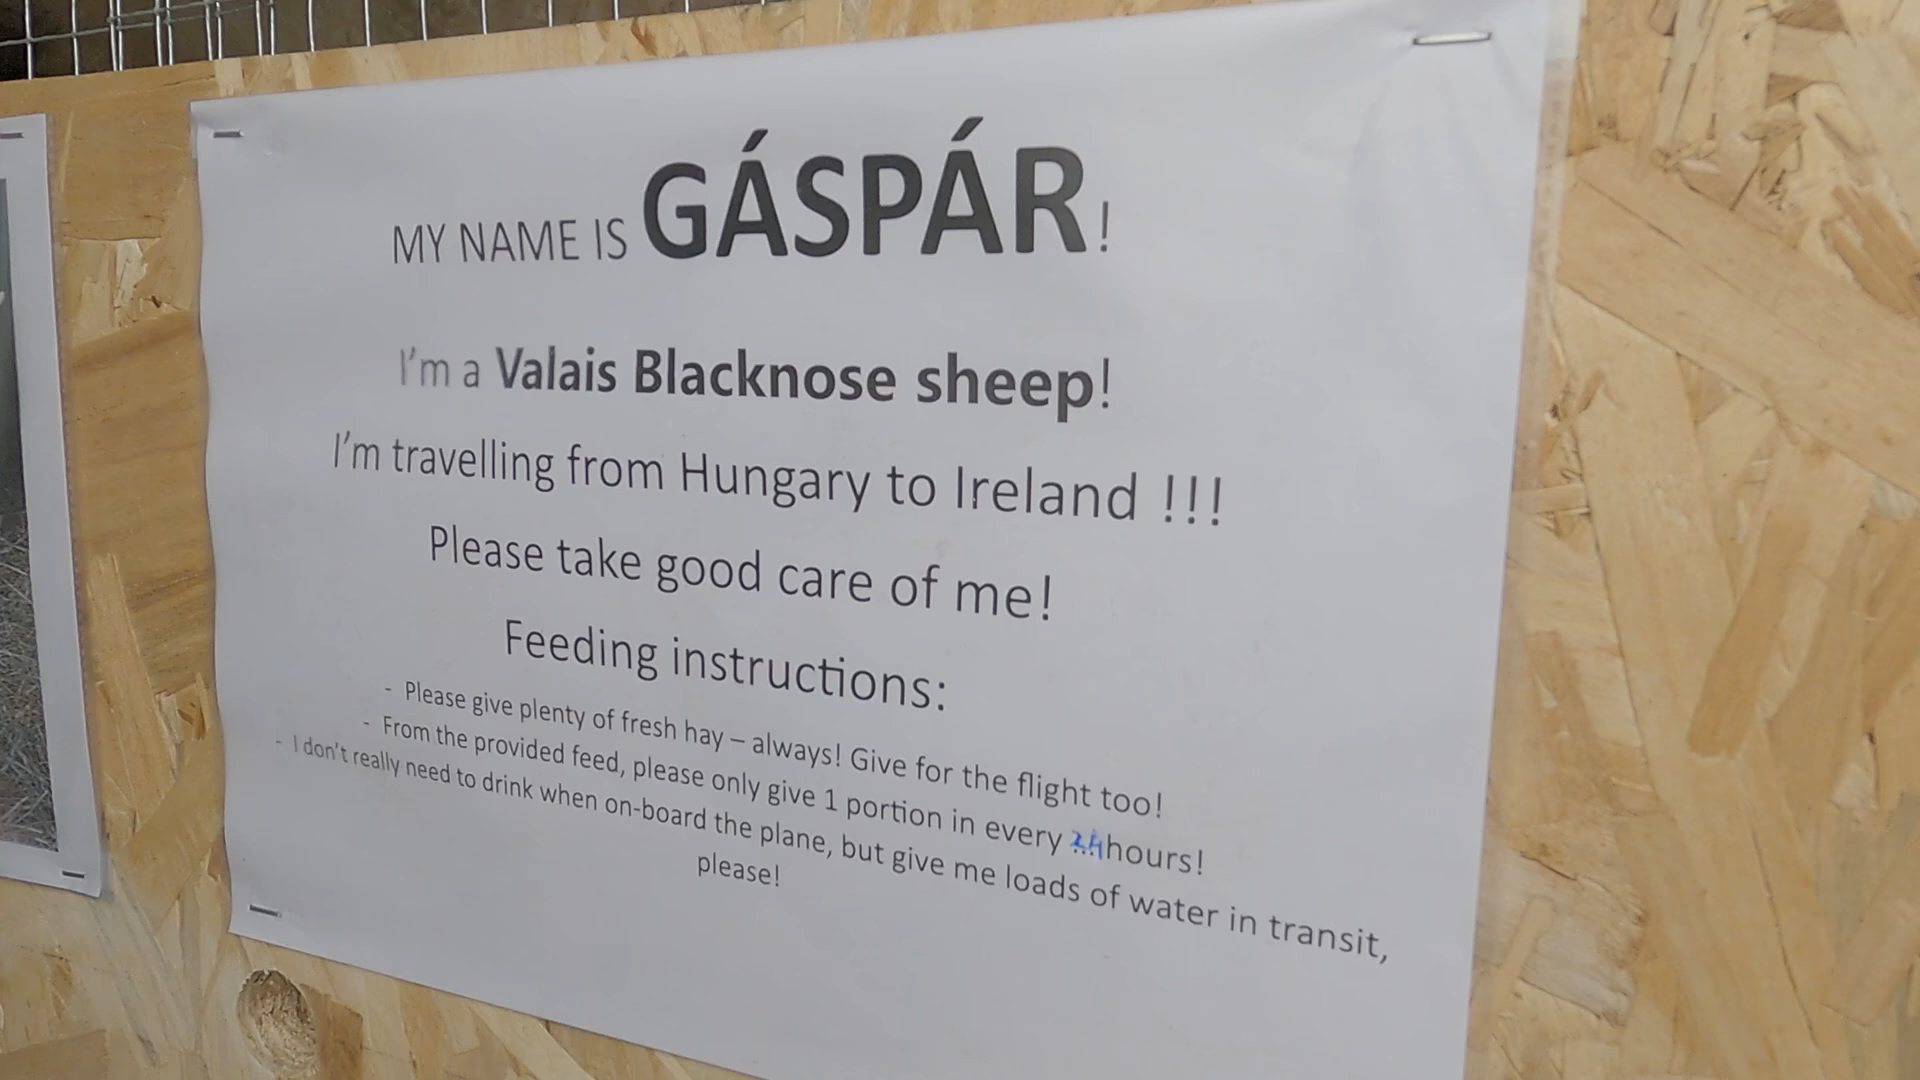 MY NAME IS GÁSPÁR!
I'm a Valais Blacknose sheep!
I'm travelling from Hungary to Ireland !!!
Please take good care of me!
Feeding instructions:
- Please give plenty of fresh hay – always! Give for the flight too!
- From the provided feed, please only give 1 portion in every 24 hours!
- I don't really need to drink when on-board the plane, but give me loads of water in transit,
please!